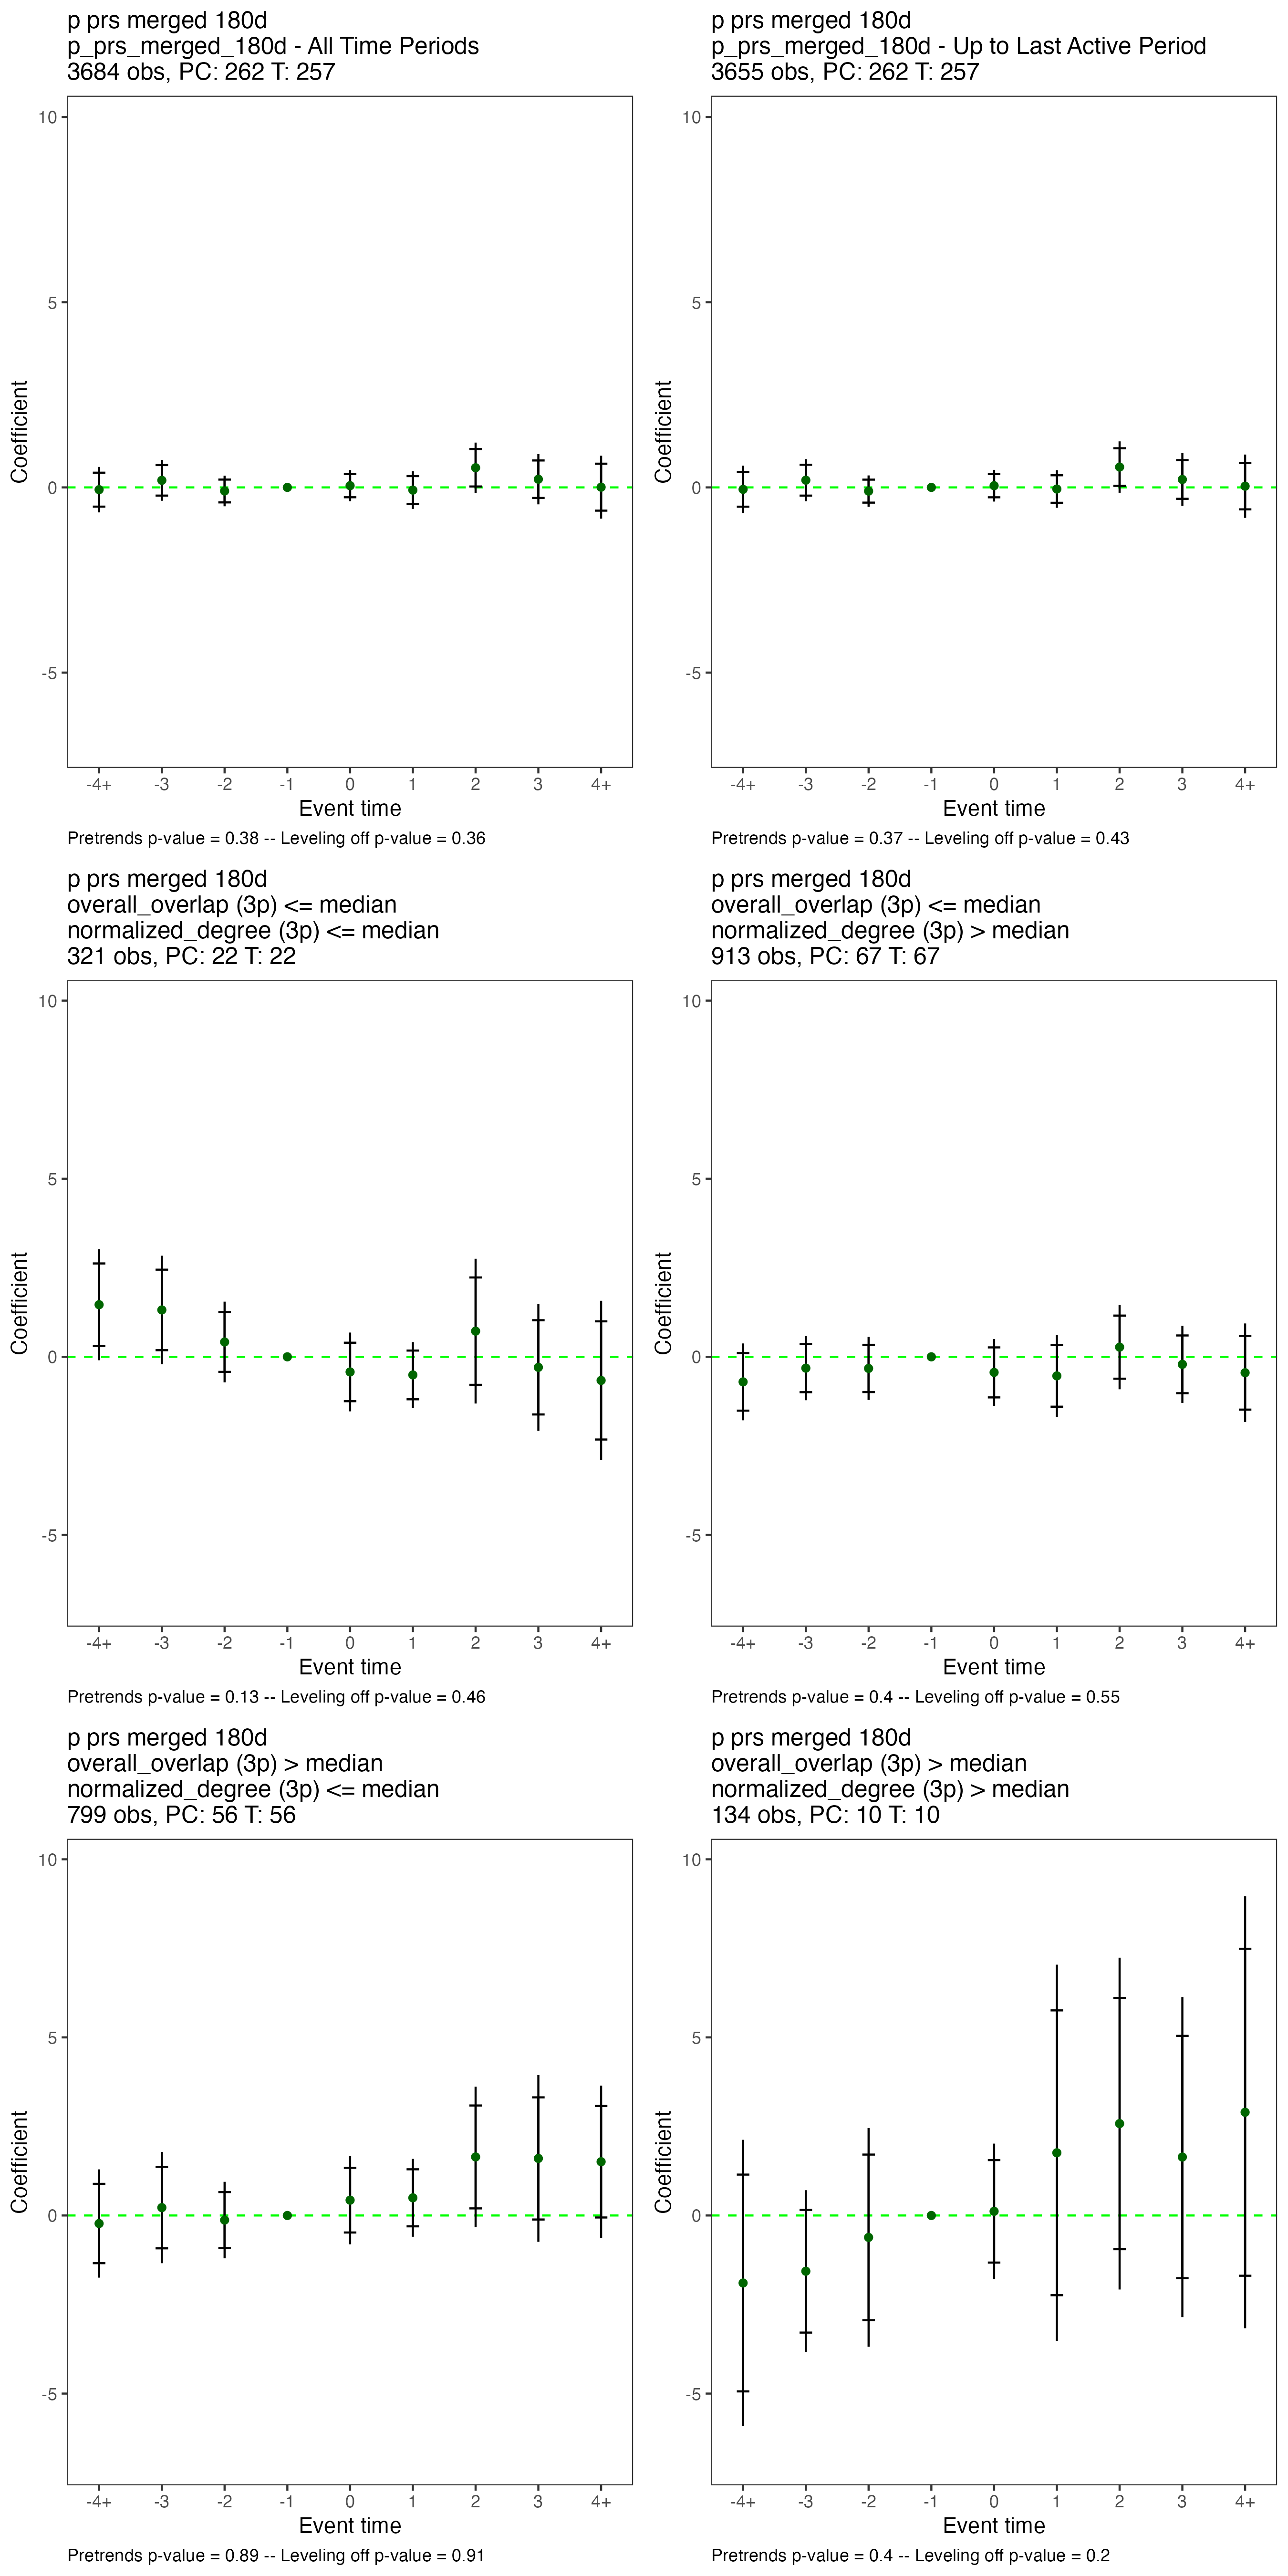 p prs merged 180d
p_prs_merged_180d - All Time Periods
3684 obs, PC: 262 T: 257
10
5
0
-5
Coefficient
-4+ -3 -2 -1 0 1 2 3 4+
Event time
Pretrends p-value = 0.38 -- Leveling off p-value = 0.36
p prs merged 180d
p_prs_merged_180d - Up to Last Active Period
3655 obs, PC: 262 T: 257
10
5
0
-5
Coefficient
-4+ -3 -2 -1 0 1 2 3 4+
Event time
Pretrends p-value = 0.37 -- Leveling off p-value = 0.43
p prs merged 180d
overall_overlap (3p) <= median
normalized_degree (3p) <= median
321 obs, PC: 22 T: 22
10
5
0
-5
Coefficient
-4+ -3 -2 -1 0 1 2 3 4+
Event time
Pretrends p-value = 0.13 -- Leveling off p-value = 0.46
p prs merged 180d
overall_overlap (3p) <= median
normalized_degree (3p) > median
913 obs, PC: 67 T: 67
10
5
0
-5
Coefficient
-4+ -3 -2 -1 0 1 2 3 4+
Event time
Pretrends p-value = 0.4 -- Leveling off p-value = 0.55
p prs merged 180d
overall_overlap (3p) > median
normalized_degree (3p) <= median
799 obs, PC: 56 T: 56
10
5
0
-5
Coefficient
-4+ -3 -2 -1 0 1 2 3 4+
Event time
Pretrends p-value = 0.89 -- Leveling off p-value = 0.91
p prs merged 180d
overall_overlap (3p) > median
normalized_degree (3p) > median
134 obs, PC: 10 T: 10
10
5
0
-5
Coefficient
-4+ -3 -2 -1 0 1 2 3 4+
Event time
Pretrends p-value = 0.4 -- Leveling off p-value = 0.2